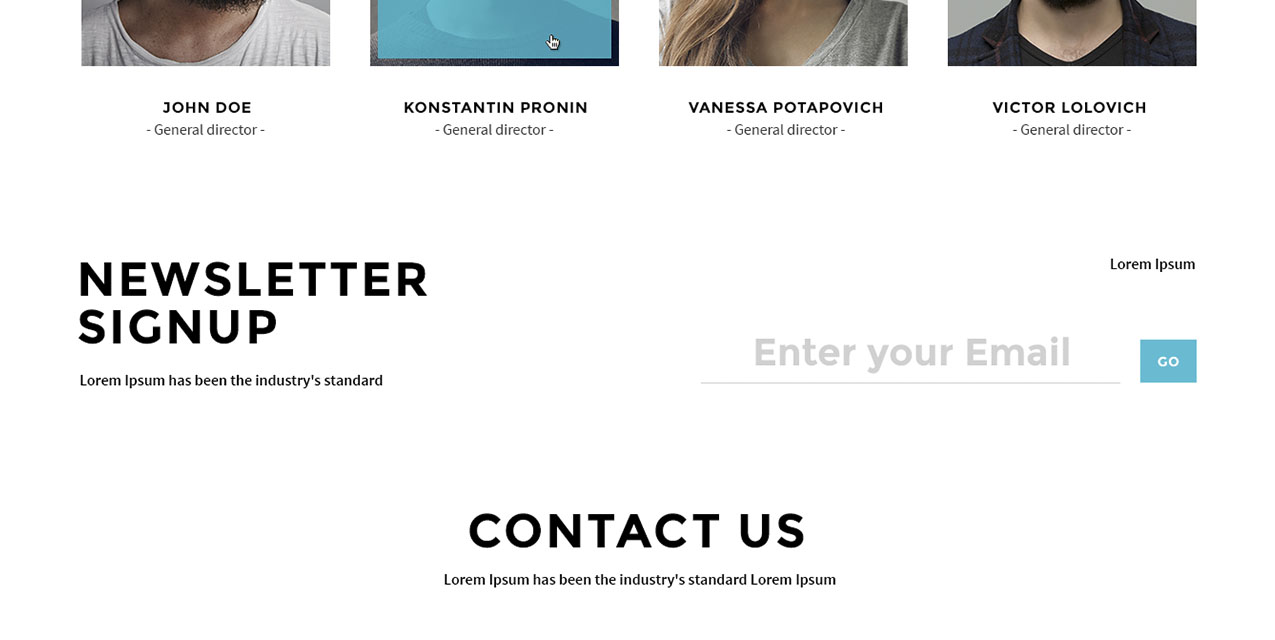 JOHN DOE
- General director -
KONSTANTIN PRONIN
- General director -
VANESSA POTAPOVICH
- General director -
VICTOR LOLOVICH
- General director -
NEWSLETTER
SIGNUP
Lorem Ipsum has been the industry's standard
Lorem Ipsum
Enter your Email
GO
CONTACT US
Lorem Ipsum has been the industry's standard Lorem Ipsum